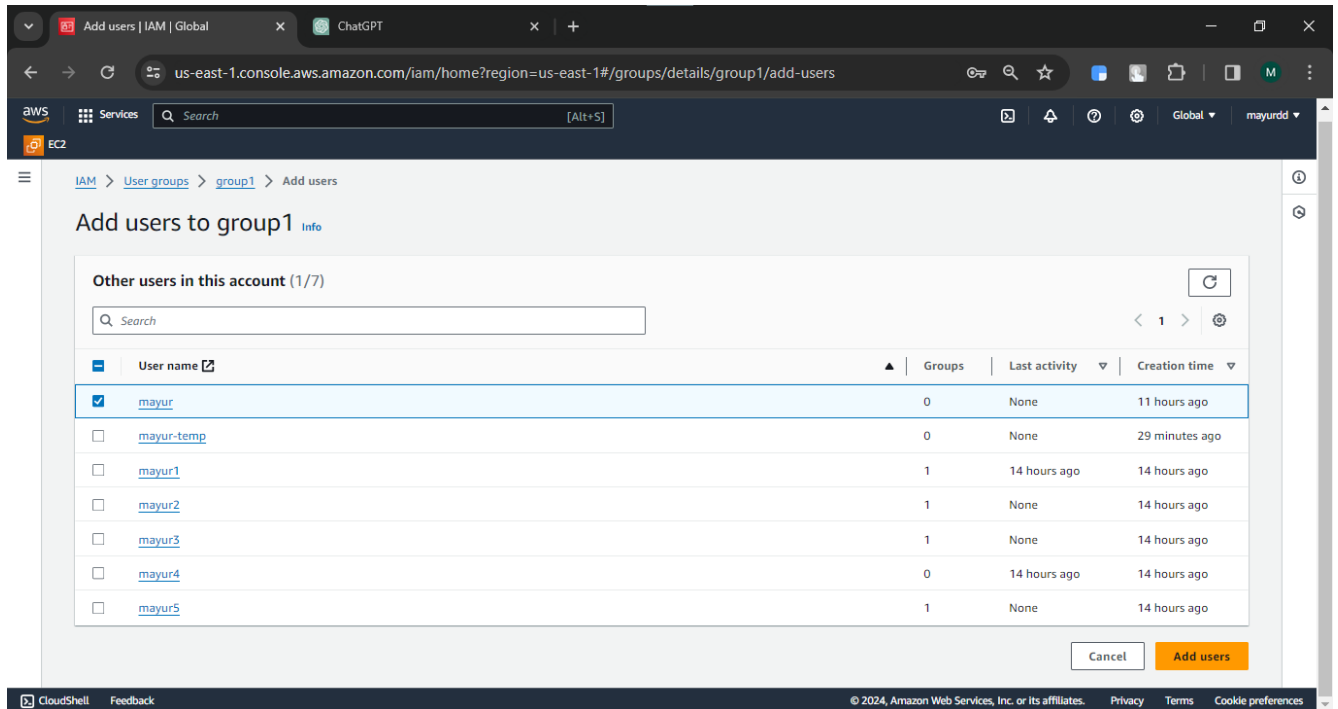 Add users | IAM | Global
ChatGPT
us-east-1.console.aws.amazon.com/iam/home?region=us-east-1#/groups/details/group1/add-users
M
aws Services Search [Alt+S] Global mayurdd
EC2
IAM > User groups > group1 > Add users
Add users to group1 Info
Other users in this account (1/7)
Search
1
User name Groups Last activity Creation time
mayur 0 None 11 hours ago
mayur-temp 0 None 29 minutes ago
mayur1 1 14 hours ago 14 hours ago
mayur2 1 None 14 hours ago
mayur3 1 None 14 hours ago
mayur4 0 14 hours ago 14 hours ago
mayur5 1 None 14 hours ago
Cancel Add users
CloudShell Feedback © 2024, Amazon Web Services, Inc. or its affiliates. Privacy Terms Cookie preferences